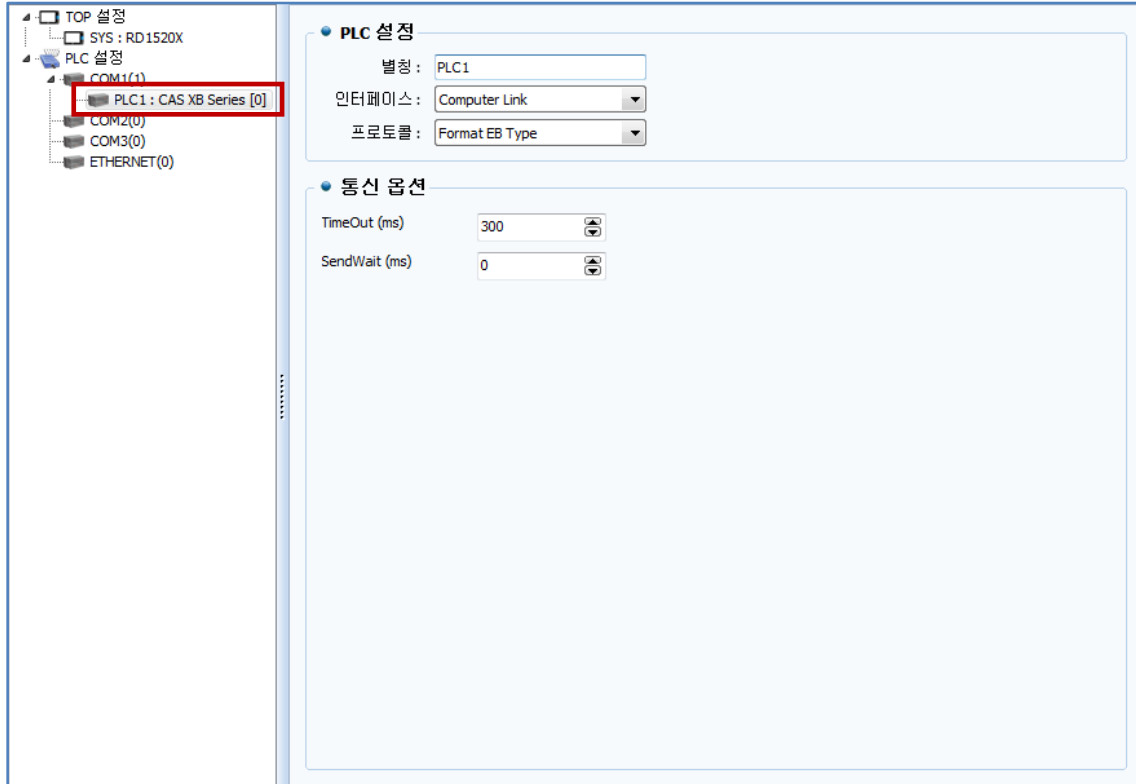 TOP 설정
SYS : RD1520X
PLC 설정
COM1(1)
PLC1 : CAS XB Series [0]
COM2(0)
COM3(0)
ETHERNET(0)
PLC 설정
별칭 : PLC1
인터페이스 : Computer Link
프로토콜 : Format EB Type
통신 옵션
TimeOut (ms) 300
SendWait (ms) 0